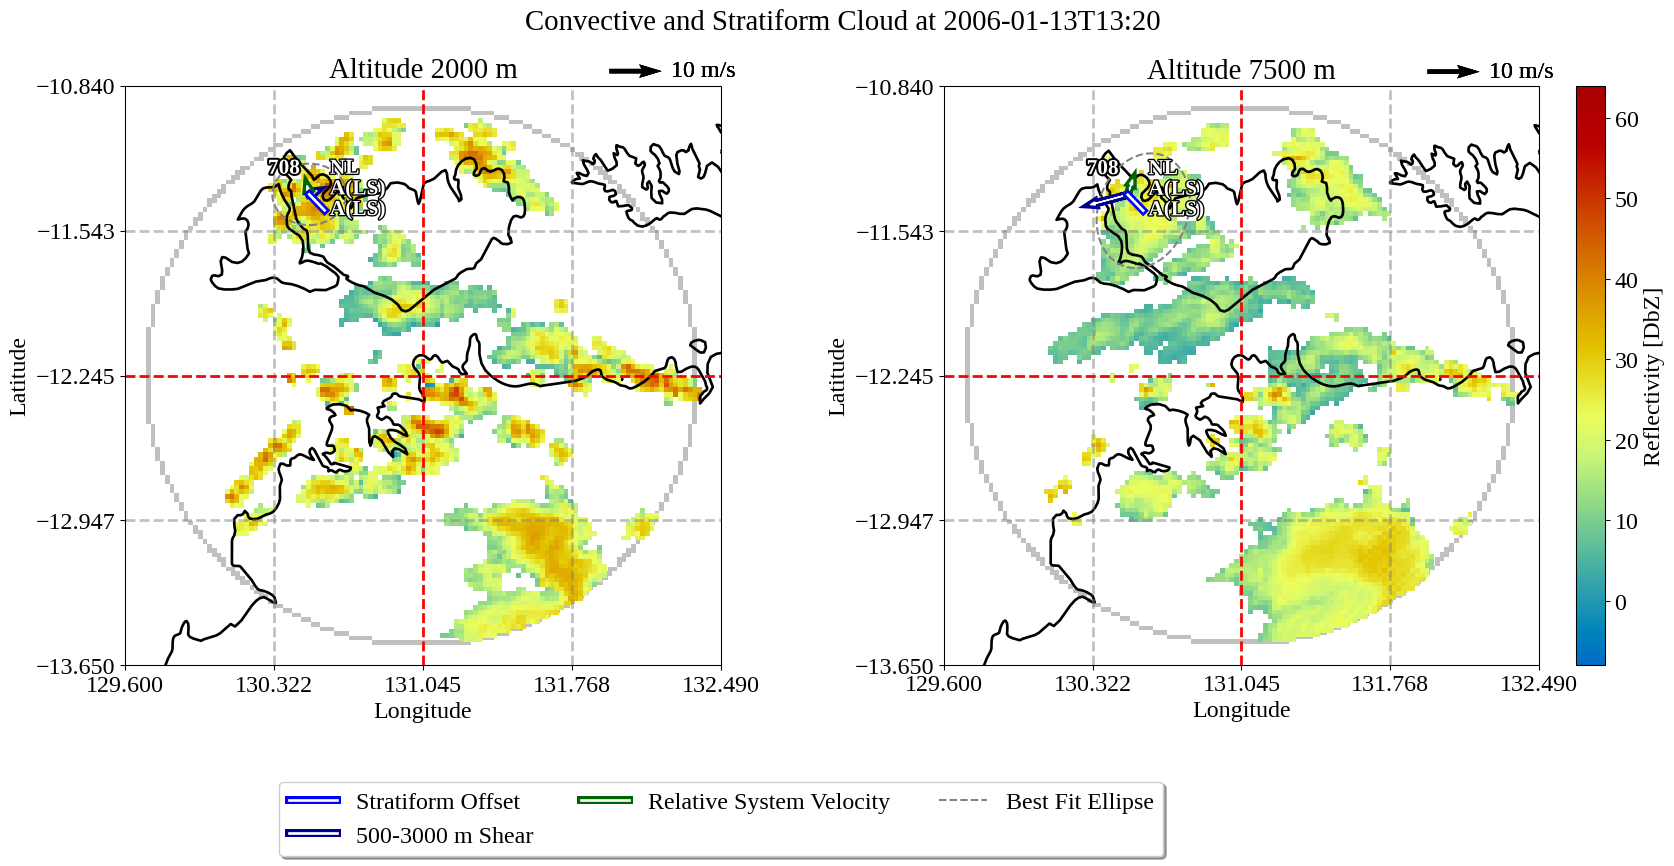 Convective and Stratiform Cloud at 2006-01-13T13:20
Altitude 2000 m
10 m/s
−10.840
−11.543
−12.245
−12.947
−13.650
Latitude
129.600
130.322
131.045
131.768
132.490
Longitude
708
NL
A(LS)
A(LS)
Altitude 7500 m
10 m/s
−10.840
−11.543
−12.245
−12.947
−13.650
Latitude
129.600
130.322
131.045
131.768
132.490
Longitude
708
NL
A(LS)
A(LS)
60
50
40
30
20
10
0
Reflectivity [DbZ]
Stratiform Offset
500-3000 m Shear
Relative System Velocity
Best Fit Ellipse